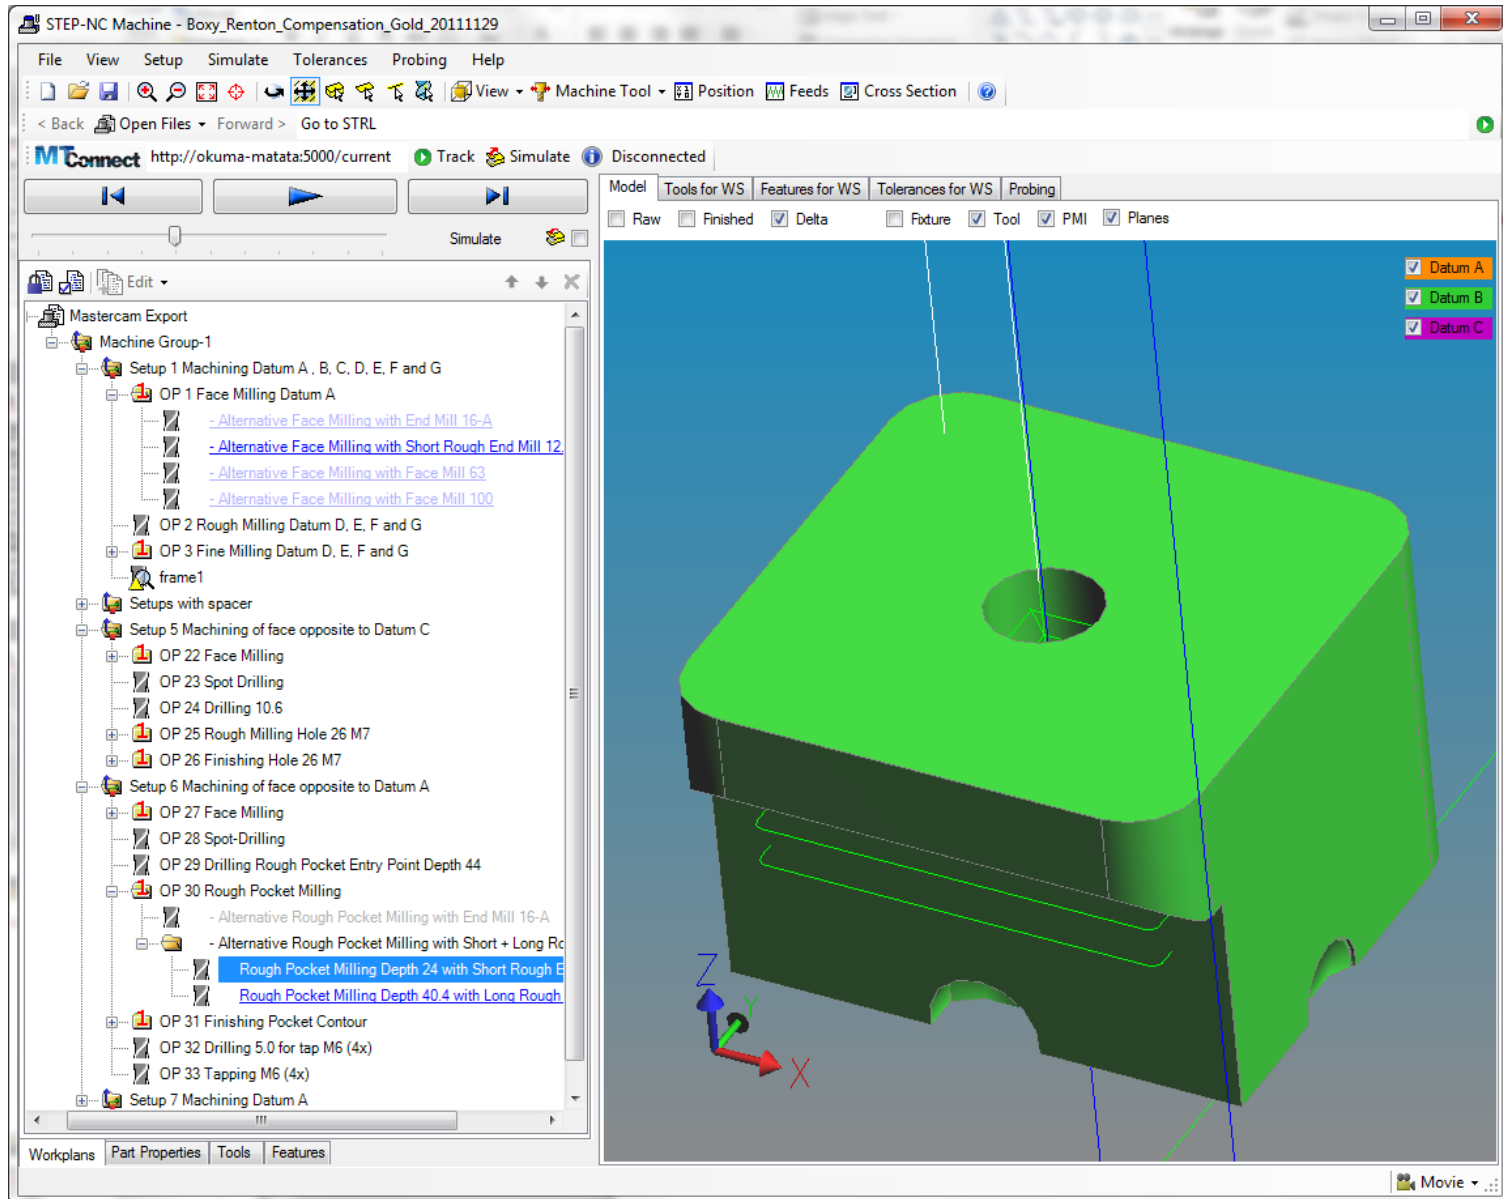 STEP-NC Machine - Boxy_Renton_Compensation_Gold_20111129
File View Setup Simulate Tolerances Probing Help
View Machine Tool Position Feeds Cross Section
< Back Open Files Forward > Go to STRL
MTConnect http://okuma-matata:5000/current Track Simulate Disconnected
Simulate
Edit
Mastercam Export
Machine Group-1
Setup 1 Machining Datum A , B, C, D, E, F and G
OP 1 Face Milling Datum A
- Alternative Face Milling with End Mill 16-A
- Alternative Face Milling with Short Rough End Mill 12.
- Alternative Face Milling with Face Mill 63
- Alternative Face Milling with Face Mill 100
OP 2 Rough Milling Datum D, E, F and G
OP 3 Fine Milling Datum D, E, F and G
frame1
Setups with spacer
Setup 5 Machining of face opposite to Datum C
OP 22 Face Milling
OP 23 Spot Drilling
OP 24 Drilling 10.6
OP 25 Rough Milling Hole 26 M7
OP 26 Finishing Hole 26 M7
Setup 6 Machining of face opposite to Datum A
OP 27 Face Milling
OP 28 Spot-Drilling
OP 29 Drilling Rough Pocket Entry Point Depth 44
OP 30 Rough Pocket Milling
- Alternative Rough Pocket Milling with End Mill 16-A
- Alternative Rough Pocket Milling with Short + Long Ro
Rough Pocket Milling Depth 24 with Short Rough E
Rough Pocket Milling Depth 40.4 with Long Rough
OP 31 Finishing Pocket Contour
OP 32 Drilling 5.0 for tap M6 (4x)
OP 33 Tapping M6 (4x)
Setup 7 Machining Datum A
Workplans Part Properties Tools Features
Model Tools for WS Features for WS Tolerances for WS Probing
Raw Finished Delta Fixture Tool PMI Planes
Datum A
Datum B
Datum C
Z
Y
X
Movie